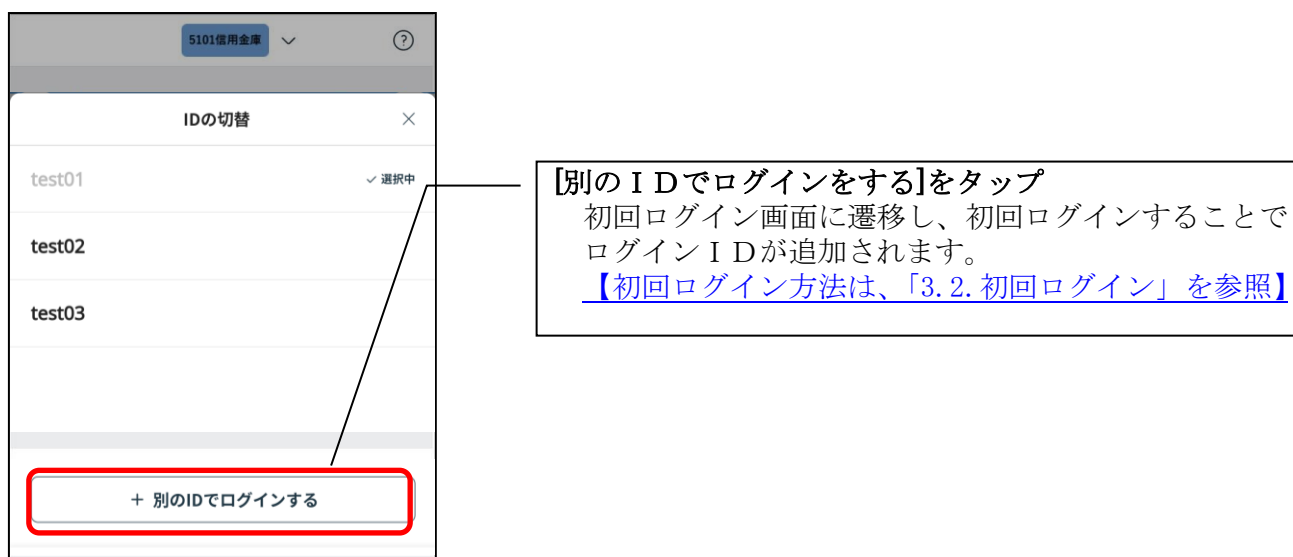 5101信用金庫
?
IDの切替
test01
選択中
test02
test03
+ 別のIDでログインする
[別のＩＤでログインをする]をタップ
初回ログイン画面に遷移し、初回ログインすることで
ログインＩＤが追加されます。
【初回ログイン方法は、「3.2.初回ログイン」を参照】